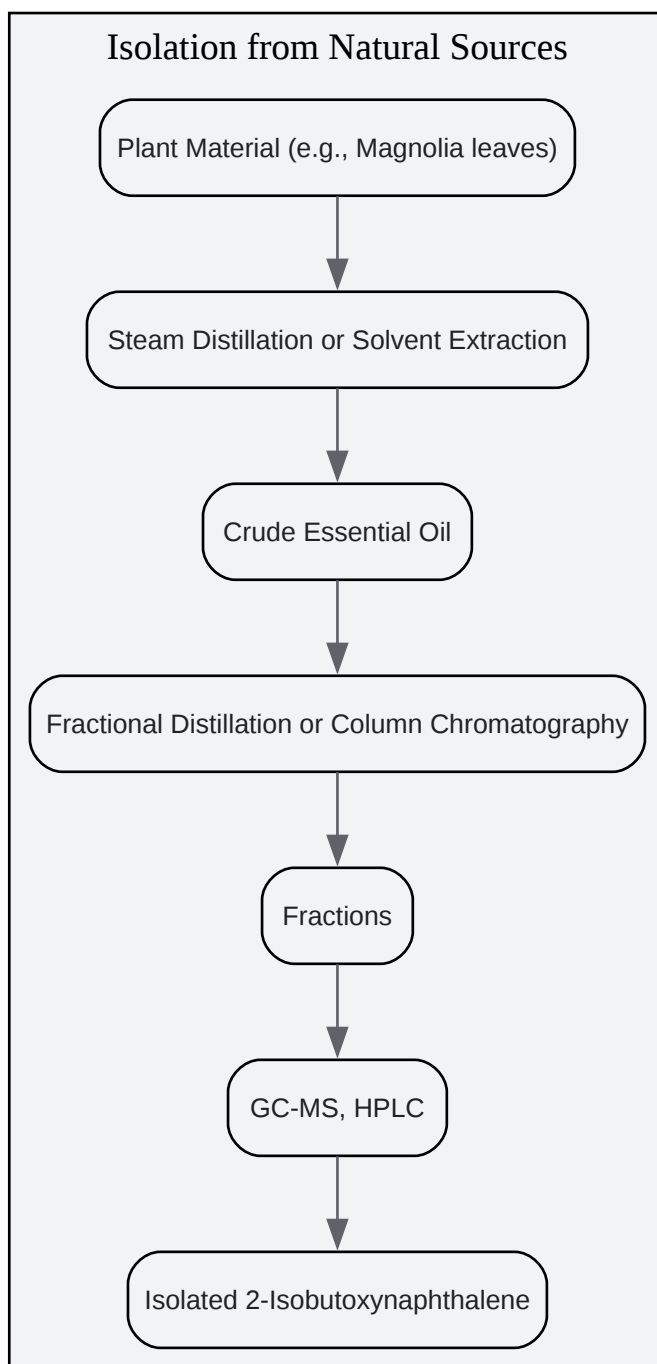 Isolation from Natural Sources
Plant Material (e.g., Magnolia leaves)
Steam Distillation or Solvent Extraction
Crude Essential Oil
Fractional Distillation or Column Chromatography
Fractions
GC-MS, HPLC
Isolated 2-Isobutoxynaphthalene